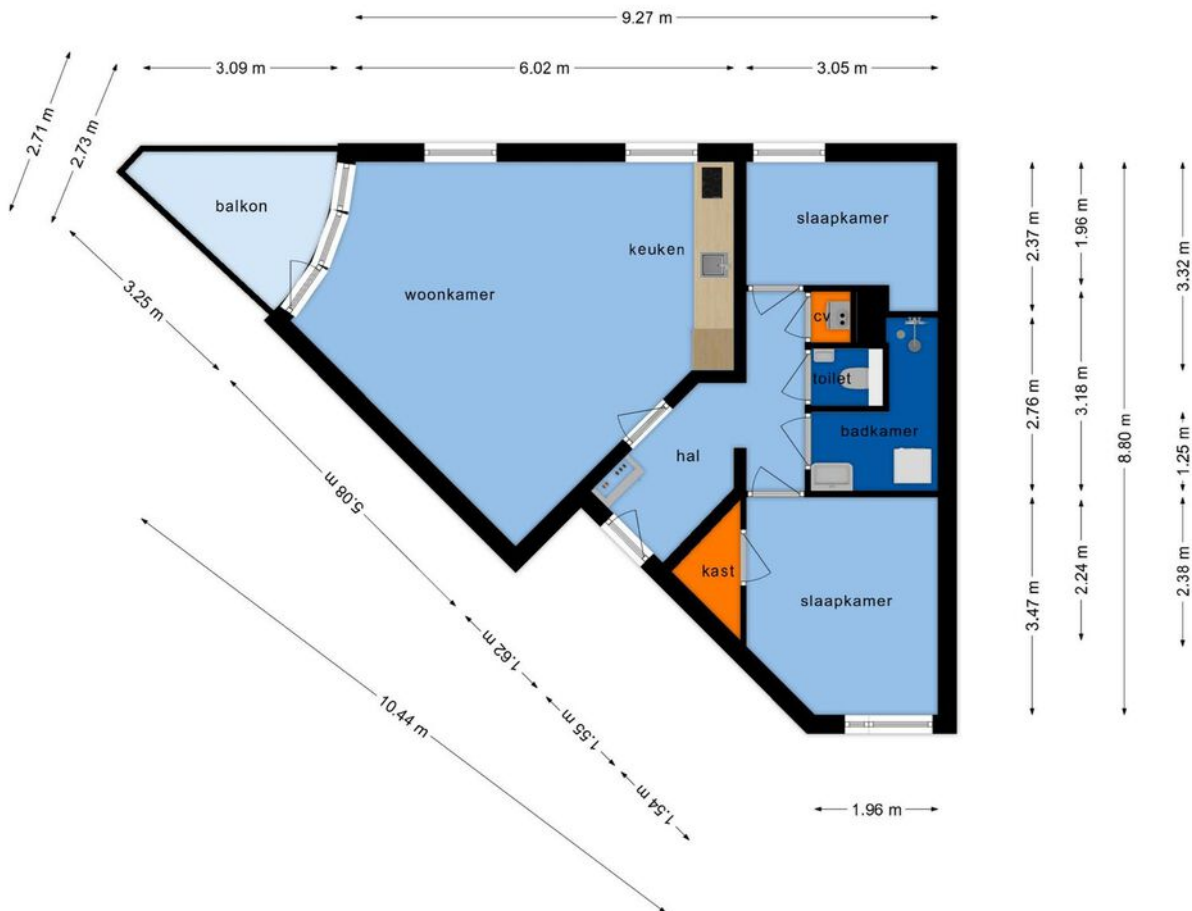 9.27 m
3.09 m
6.02 m
3.05 m
2.71 m
2.73 m
balkon
slaapkamer
keuken
woonkamer
cv
toilet
badkamer
hal
kast
slaapkamer
3.25 m
5.08 m
1.62 m
1.55 m
1.54 m
10.44 m
2.37 m
1.96 m
3.32 m
2.76 m
3.18 m
8.80 m
1.25 m
3.47 m
2.24 m
2.38 m
1.96 m